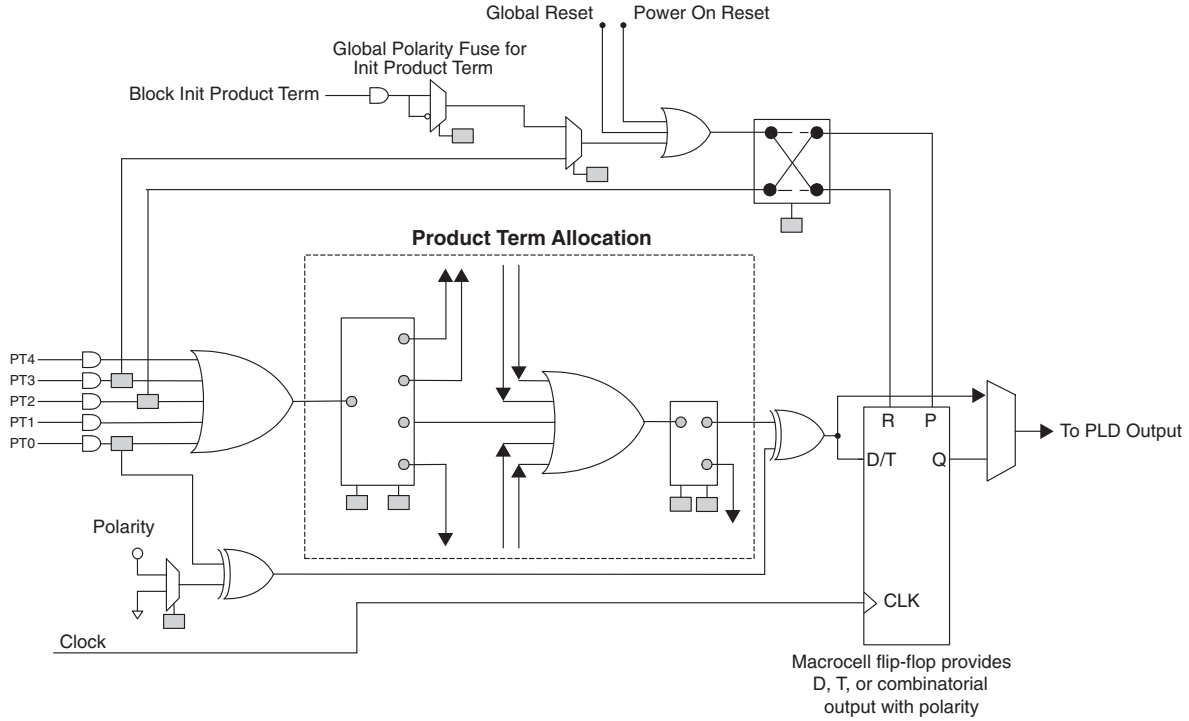 Global Reset
Power On Reset
Global Polarity Fuse for
Init Product Term
Block Init Product Term
Product Term Allocation
PT4
PT3
PT2
PT1
PT0
R
P
To PLD Output
D/T
Q
Polarity
CLK
Clock
Macrocell flip-flop provides
D, T, or combinatorial
output with polarity